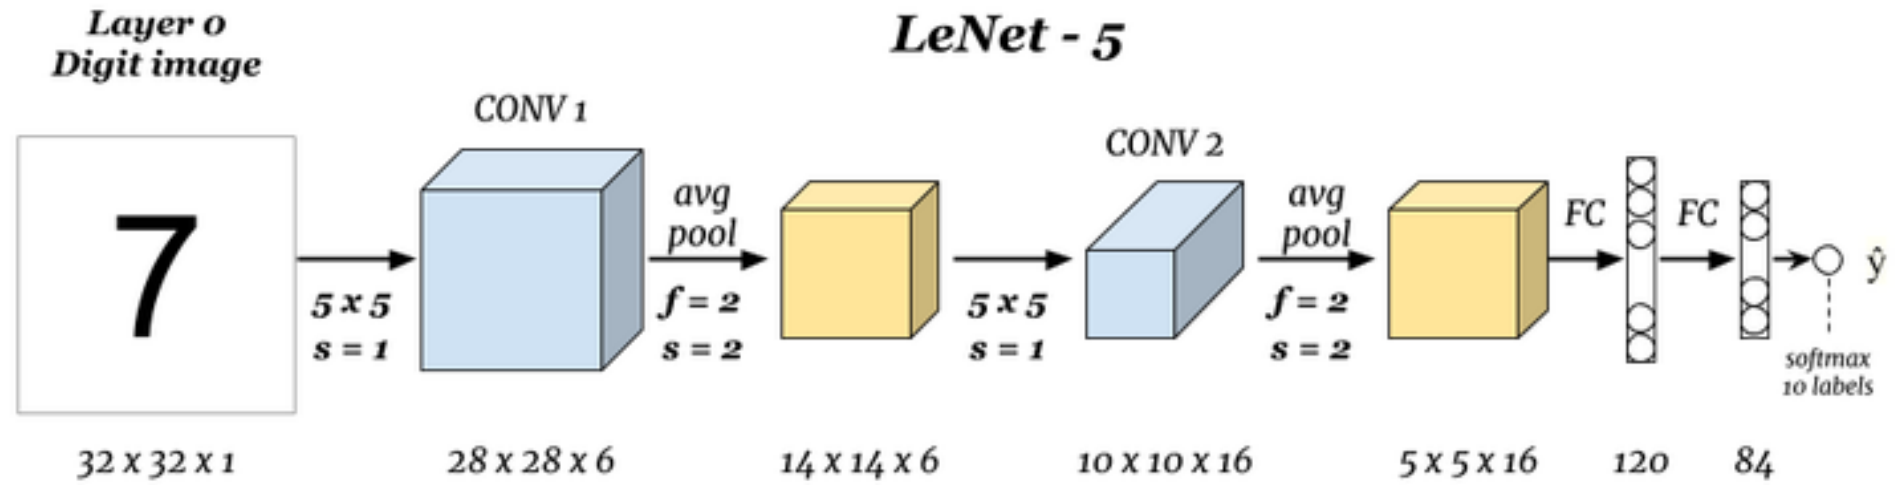 Layer 0
Digit image
LeNet - 5
CONV 1
CONV 2
7
avg
pool
avg
pool
FC
FC
ŷ
5 x 5
s = 1
f = 2
s = 2
5 x 5
s = 1
f = 2
s = 2
softmax
10 labels
32 x 32 x 1
28 x 28 x 6
14 x 14 x 6
10 x 10 x 16
5 x 5 x 16
120
84